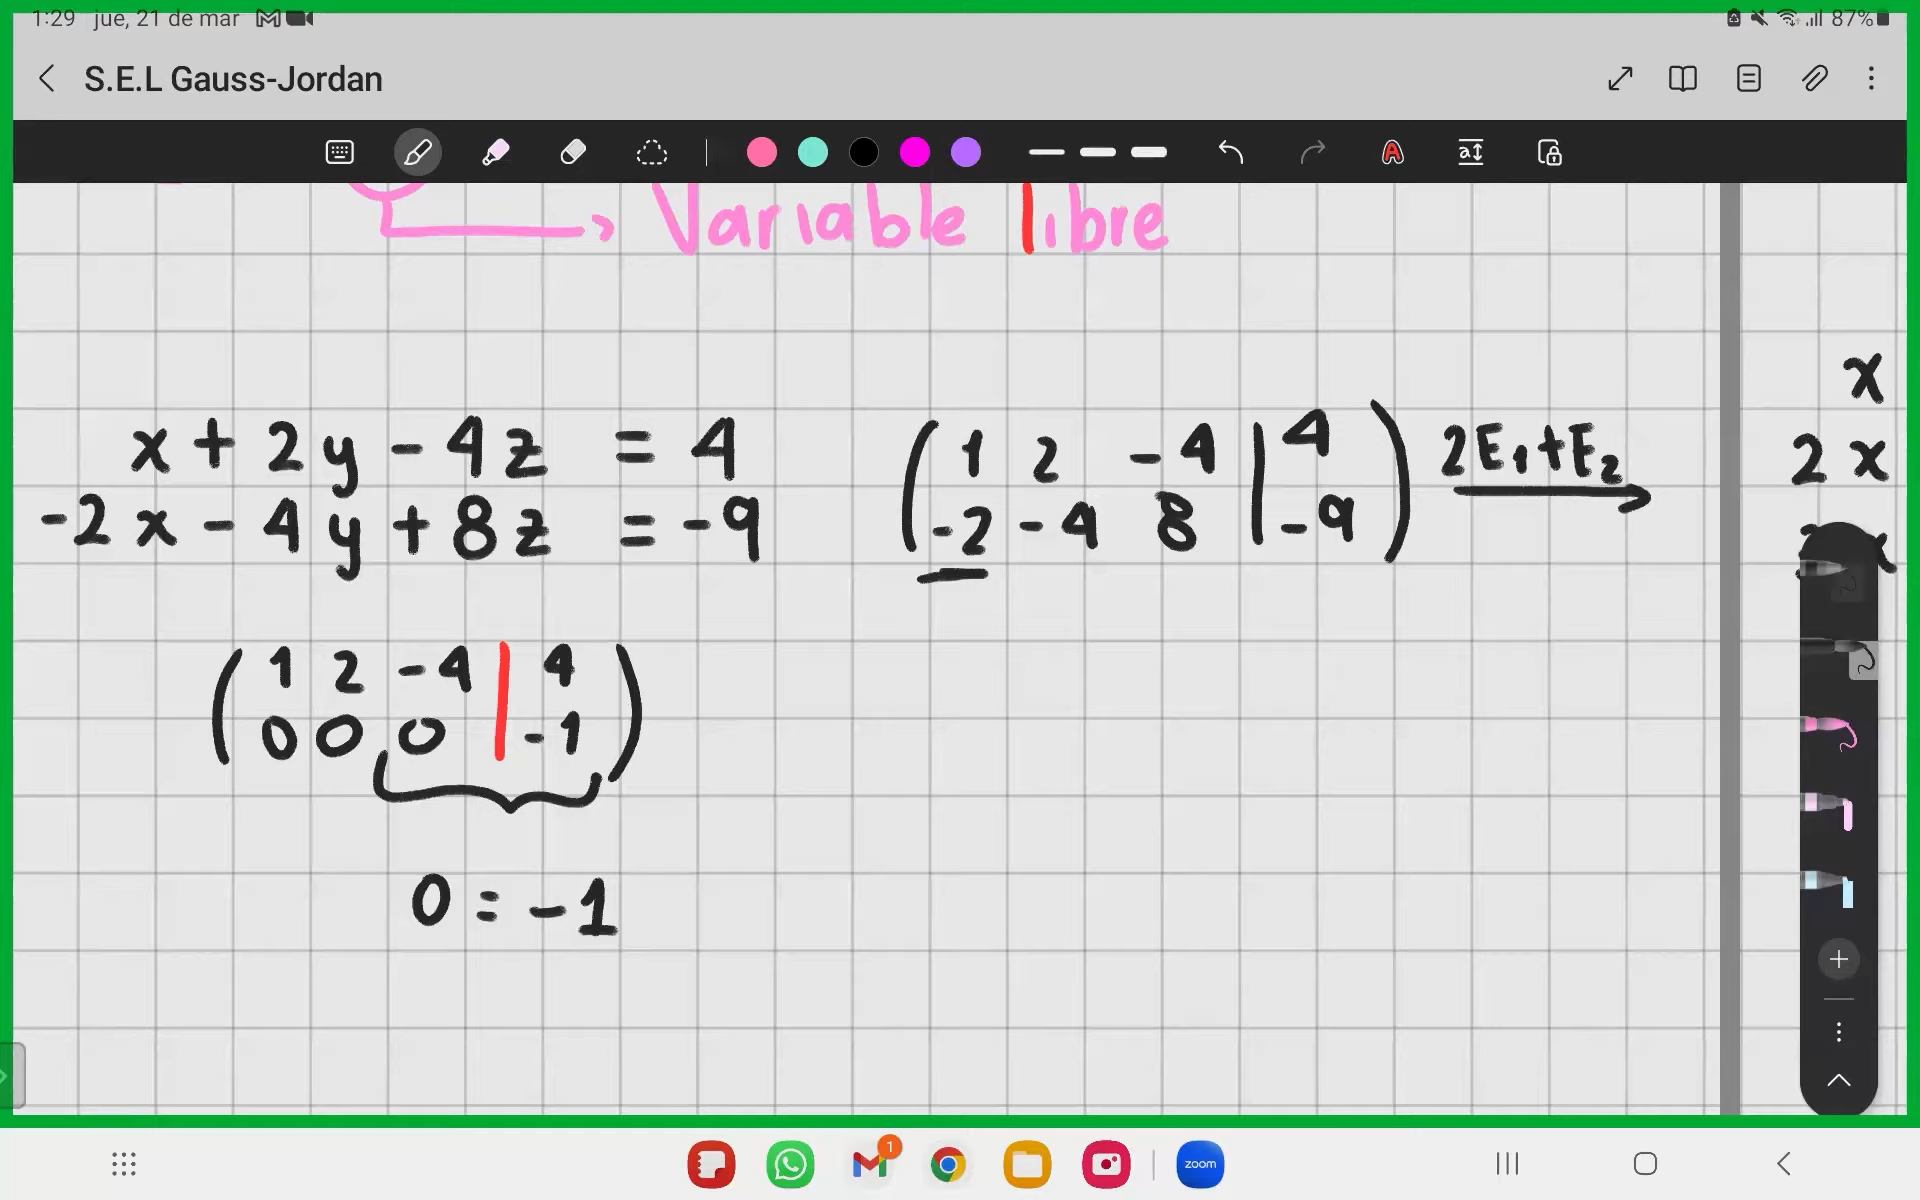 1:29 jue, 21 de mar 87%
S.E.L Gauss-Jordan
Variable libre
x + 2y - 4z = 4
-2x - 4y + 8z = -9
( 1 2 -4 | 4 ) 2E₁+E₂
-2 -4 8 | -9
x
2x
( 1 2 -4 | 4 )
0 0 0 | -1
0 = -1
1
zoom